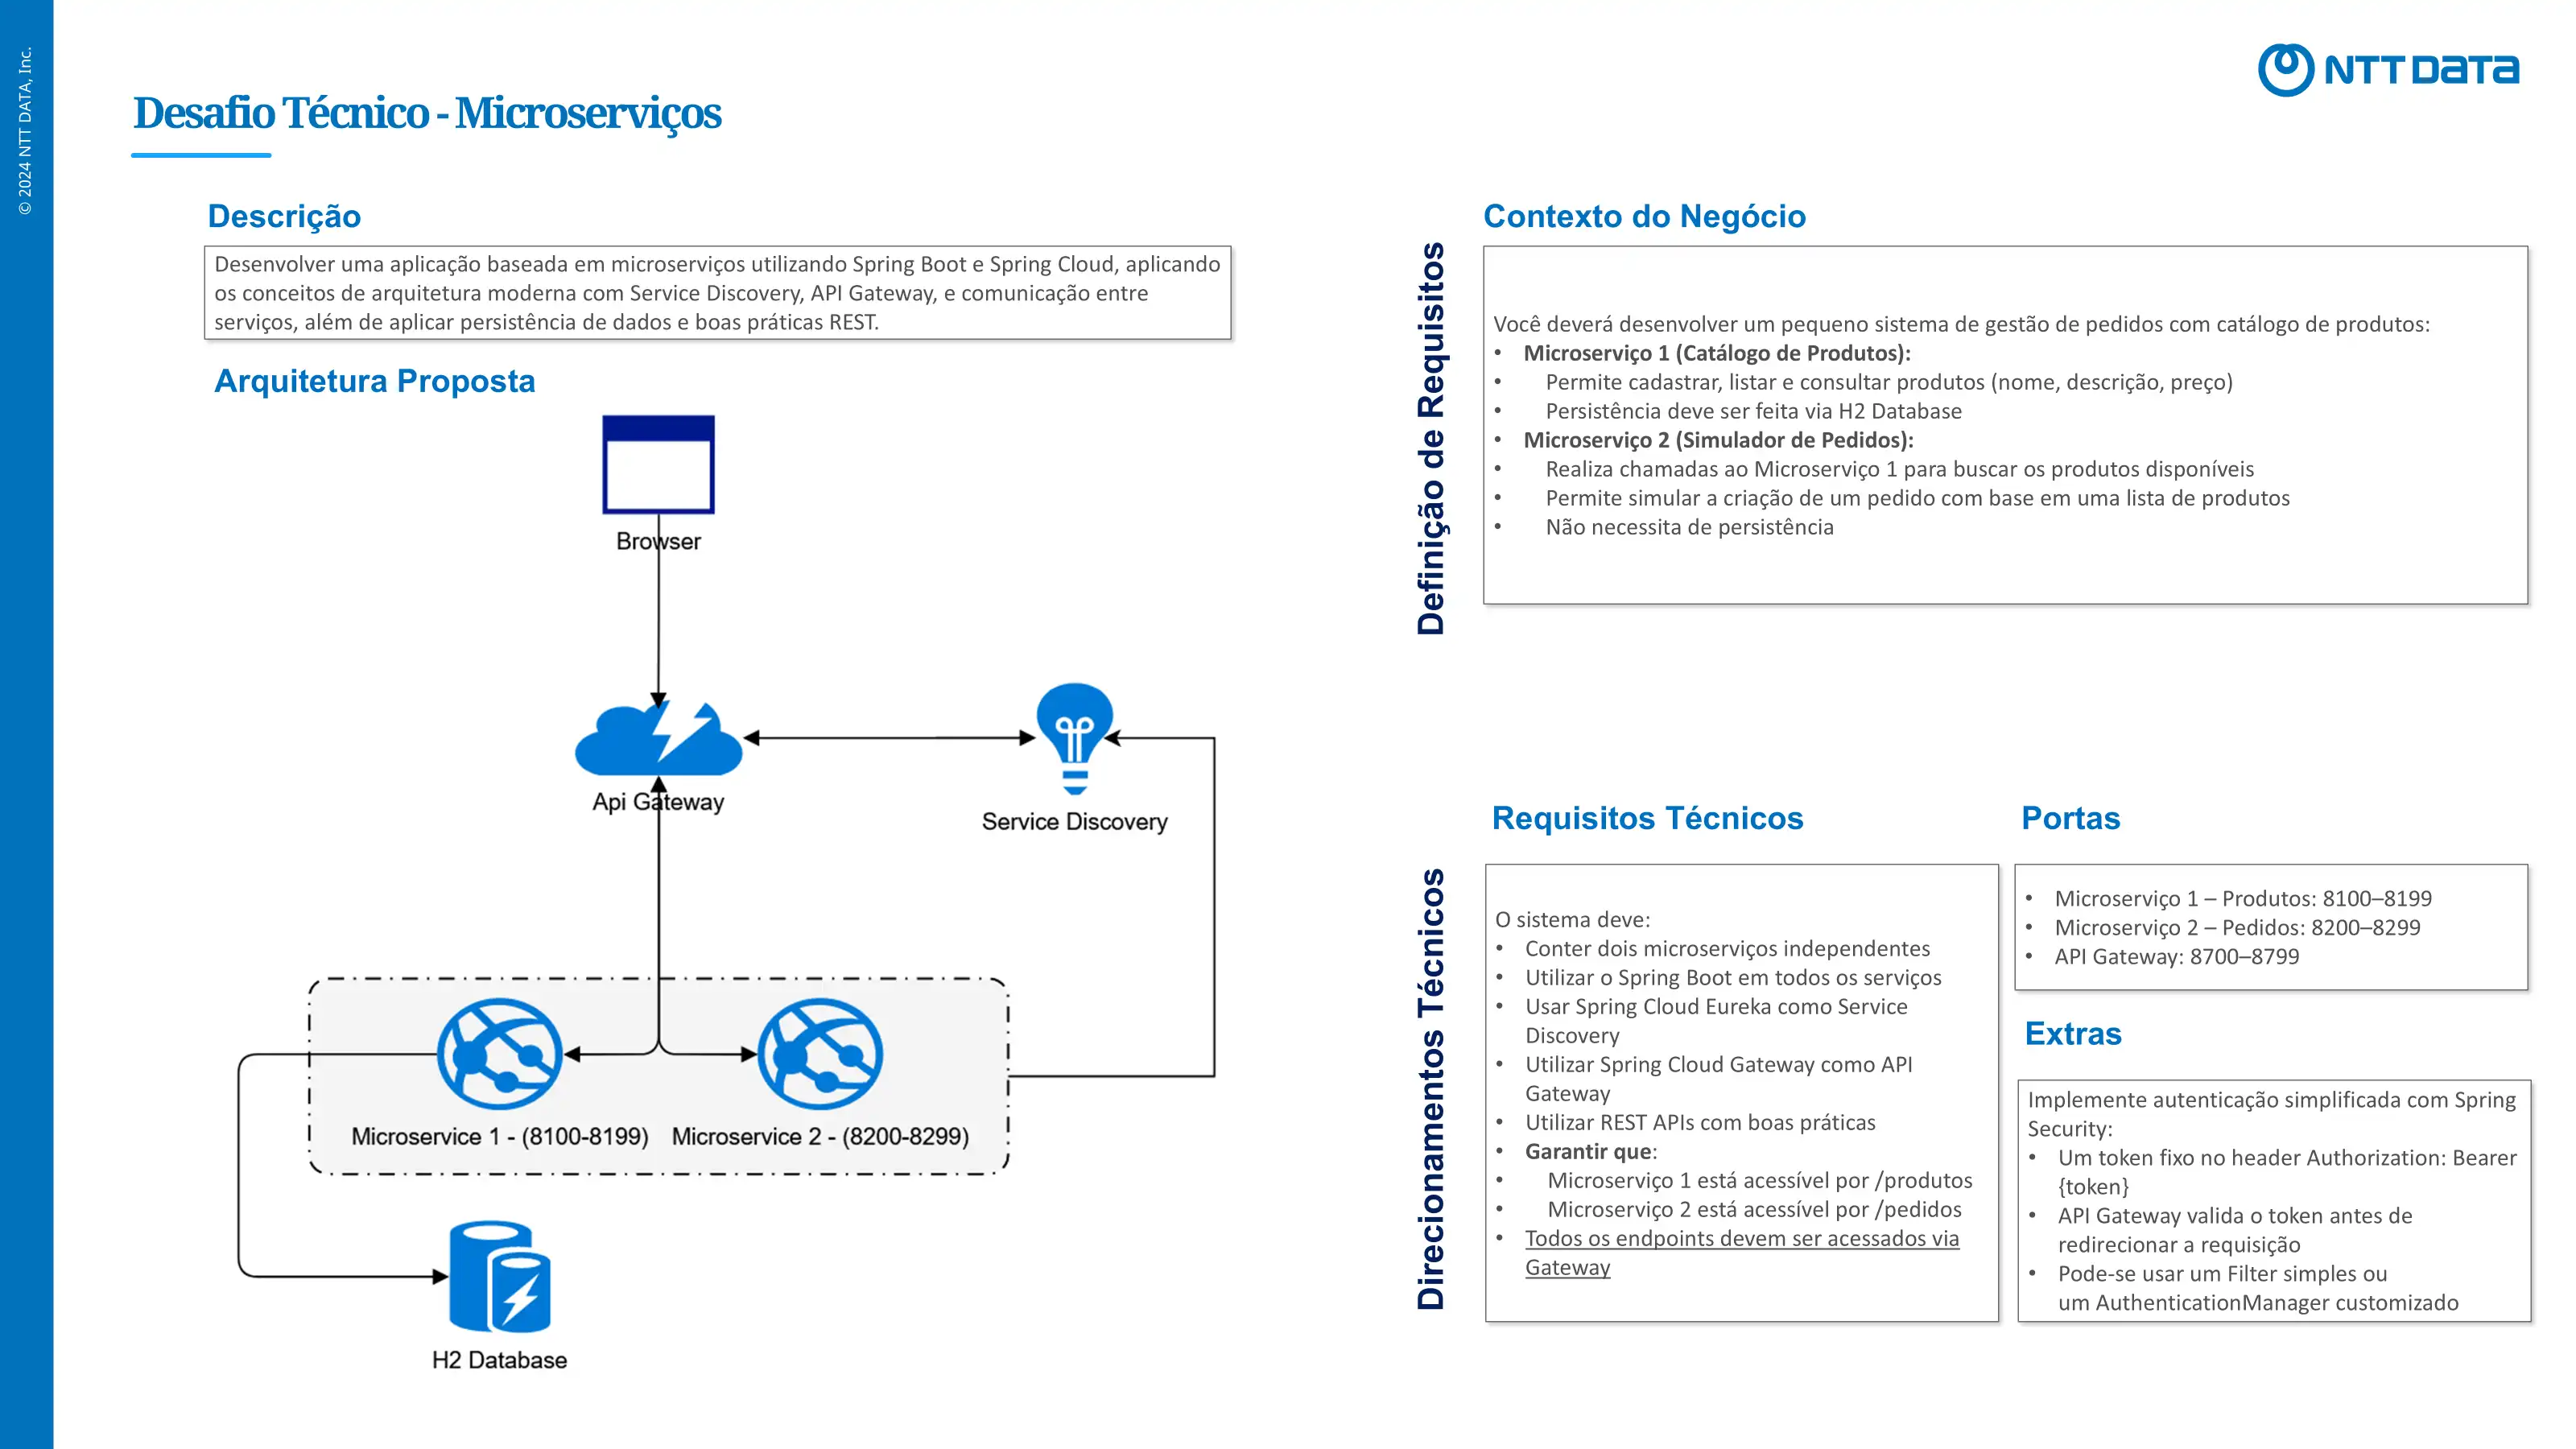 © 2024 NTT DATA, Inc.
NTT DATA
Desafio Técnico - Microserviços
Descrição
Desenvolver uma aplicação baseada em microserviços utilizando Spring Boot e Spring Cloud, aplicando
os conceitos de arquitetura moderna com Service Discovery, API Gateway, e comunicação entre
serviços, além de aplicar persistência de dados e boas práticas REST.
Arquitetura Proposta
Browser
Api Gateway
Service Discovery
Microservice 1 - (8100-8199)
Microservice 2 - (8200-8299)
H2 Database
Definição de Requisitos
Contexto do Negócio
Você deverá desenvolver um pequeno sistema de gestão de pedidos com catálogo de produtos:
• Microserviço 1 (Catálogo de Produtos):
• Permite cadastrar, listar e consultar produtos (nome, descrição, preço)
• Persistência deve ser feita via H2 Database
• Microserviço 2 (Simulador de Pedidos):
• Realiza chamadas ao Microserviço 1 para buscar os produtos disponíveis
• Permite simular a criação de um pedido com base em uma lista de produtos
• Não necessita de persistência
Direcionamentos Técnicos
Requisitos Técnicos
O sistema deve:
• Conter dois microserviços independentes
• Utilizar o Spring Boot em todos os serviços
• Usar Spring Cloud Eureka como Service
Discovery
• Utilizar Spring Cloud Gateway como API
Gateway
• Utilizar REST APIs com boas práticas
• Garantir que:
• Microserviço 1 está acessível por /produtos
• Microserviço 2 está acessível por /pedidos
• Todos os endpoints devem ser acessados via
Gateway
Portas
• Microserviço 1 – Produtos: 8100–8199
• Microserviço 2 – Pedidos: 8200–8299
• API Gateway: 8700–8799
Extras
Implemente autenticação simplificada com Spring
Security:
• Um token fixo no header Authorization: Bearer
{token}
• API Gateway valida o token antes de
redirecionar a requisição
• Pode-se usar um Filter simples ou
um AuthenticationManager customizado